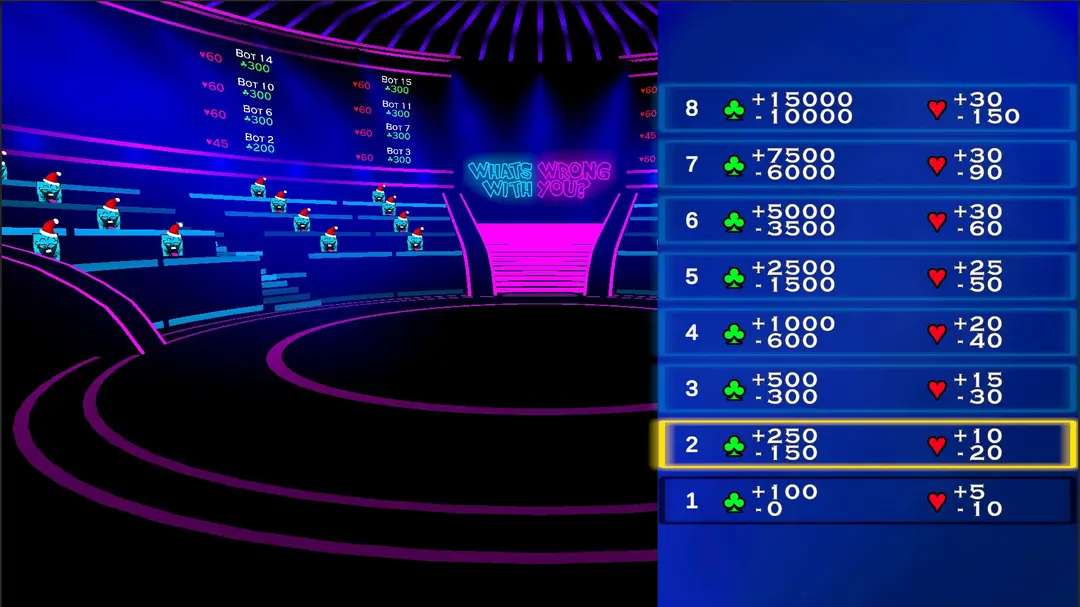 ♥60 Bot 14
♣300
♥60 Bot 10
♣300
♥60 Bot 6
♣300
♥45 Bot 2
♣200
♥60 Bot 15
♣300
♥60 Bot 11
♣300
♥60 Bot 7
♣300
♥60 Bot 3
♣300
♥60
♥60
♥45
♥60
WHAT'S WRONG
WITH YOU?
8 ♣ +15000 ♥ +30
-10000 -150
7 ♣ +7500 ♥ +30
-6000 -90
6 ♣ +5000 ♥ +30
-3500 -60
5 ♣ +2500 ♥ +25
-1500 -50
4 ♣ +1000 ♥ +20
-600 -40
3 ♣ +500 ♥ +15
-300 -30
2 ♣ +250 ♥ +10
-150 -20
1 ♣ +100 ♥ +5
-0 -10